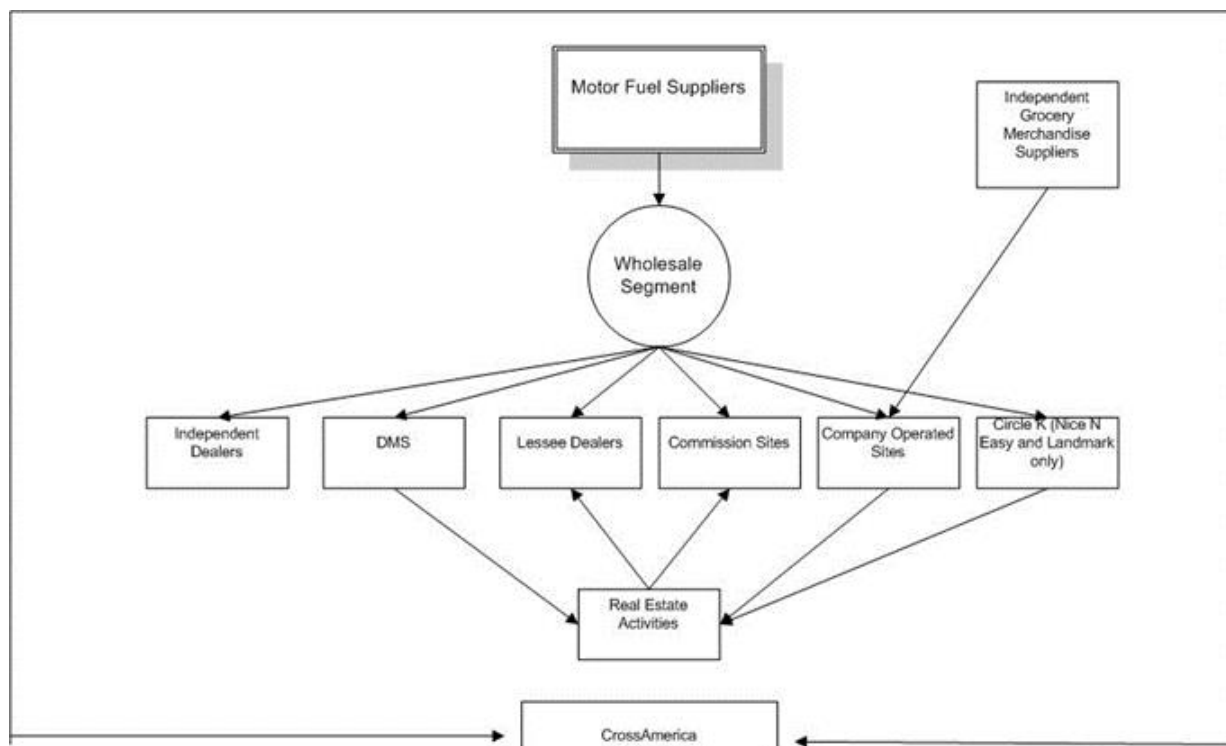 Motor Fuel Suppliers
Independent
Grocery
Merchandise
Suppliers
Wholesale
Segment
Independent
Dealers
DMS
Lessee Dealers
Commission Sites
Company Operated
Sites
Circle K (Nice N
Easy and Landmark
only)
Real Estate
Activities
CrossAmerica